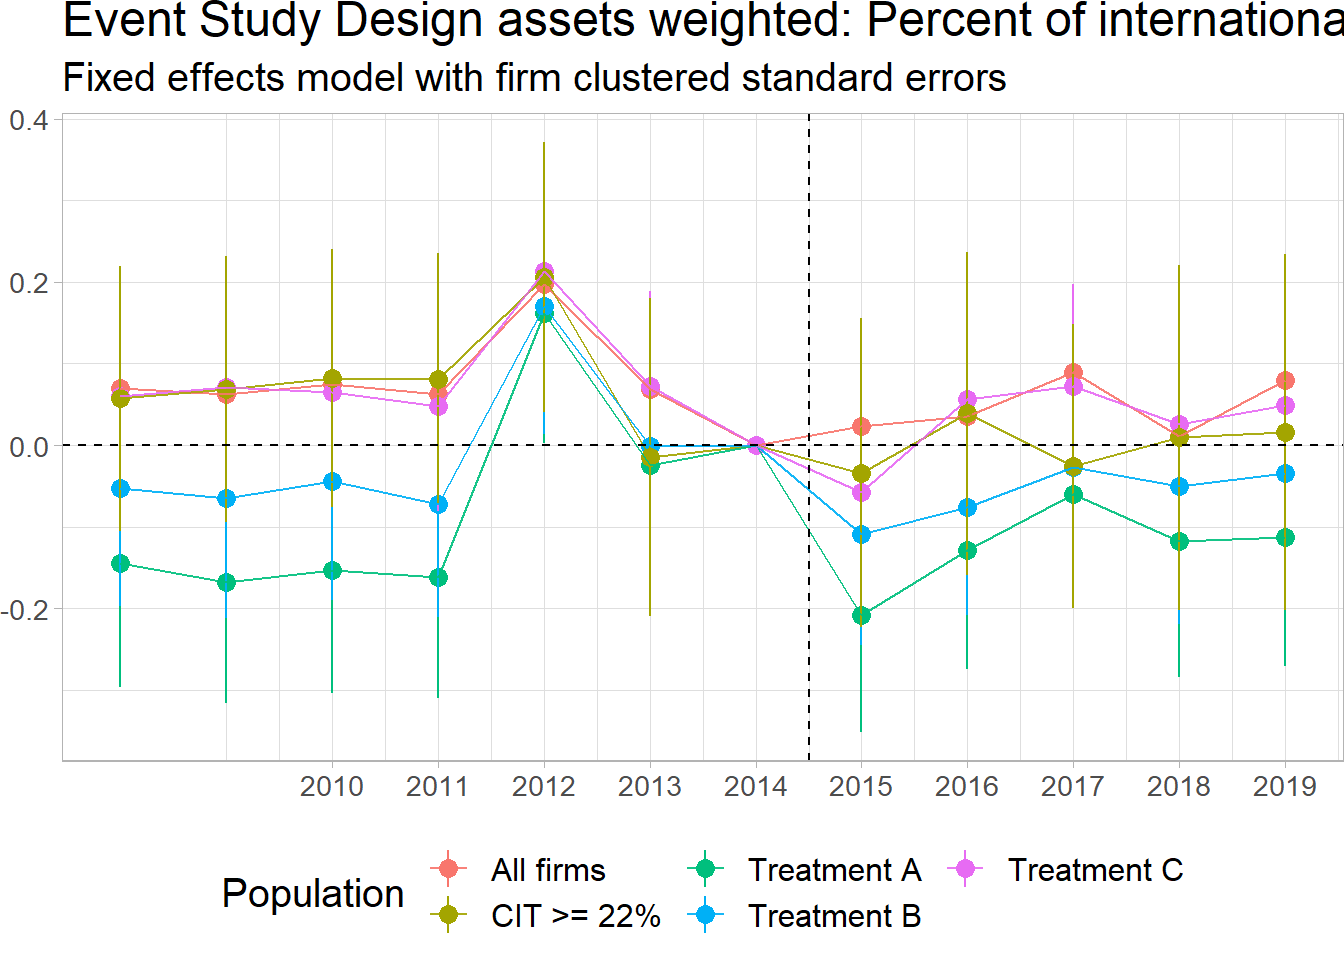 Event Study Design assets weighted: Percent of internationa
Fixed effects model with firm clustered standard errors
0.4
0.2
0.0
-0.2
2010 2011 2012 2013 2014 2015 2016 2017 2018 2019
Population
All firms Treatment A Treatment C
CIT >= 22% Treatment B